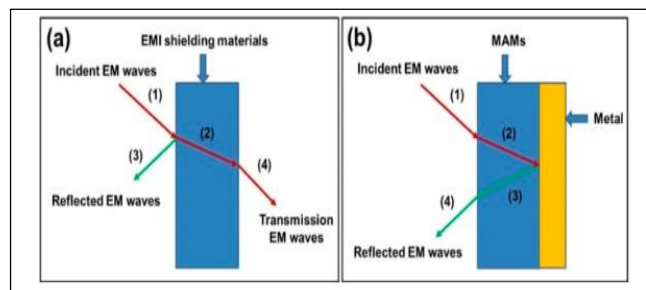 (a)
EMI shielding materials
Incident EM waves
(1)
(2)
(3)
(4)
Reflected EM waves
Transmission
EM waves
(b)
MAMs
Incident EM waves
(1)
(2)
Metal
(3)
(4)
Reflected EM waves